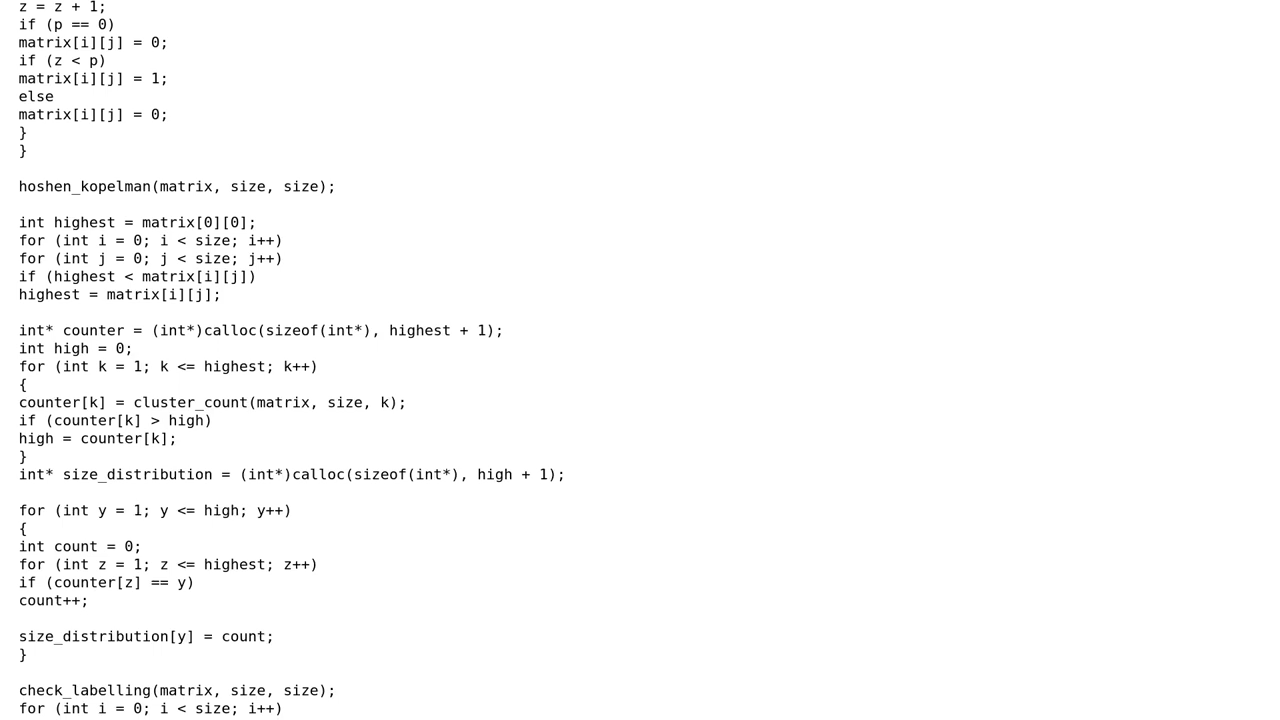 z = z + 1;
if (p == 0)
matrix[i][j] = 0;
if (z < p)
matrix[i][j] = 1;
else
matrix[i][j] = 0;
}
}
hoshen_kopelman(matrix, size, size);
int highest = matrix[0][0];
for (int i = 0; i < size; i++)
for (int j = 0; j < size; j++)
if (highest < matrix[i][j])
highest = matrix[i][j];
int* counter = (int*)calloc(sizeof(int*), highest + 1);
int high = 0;
for (int k = 1; k <= highest; k++)
{
counter[k] = cluster_count(matrix, size, k);
if (counter[k] > high)
high = counter[k];
}
int* size_distribution = (int*)calloc(sizeof(int*), high + 1);
for (int y = 1; y <= high; y++)
{
int count = 0;
for (int z = 1; z <= highest; z++)
if (counter[z] == y)
count++;
size_distribution[y] = count;
}
check_labelling(matrix, size, size);
for (int i = 0; i < size; i++)